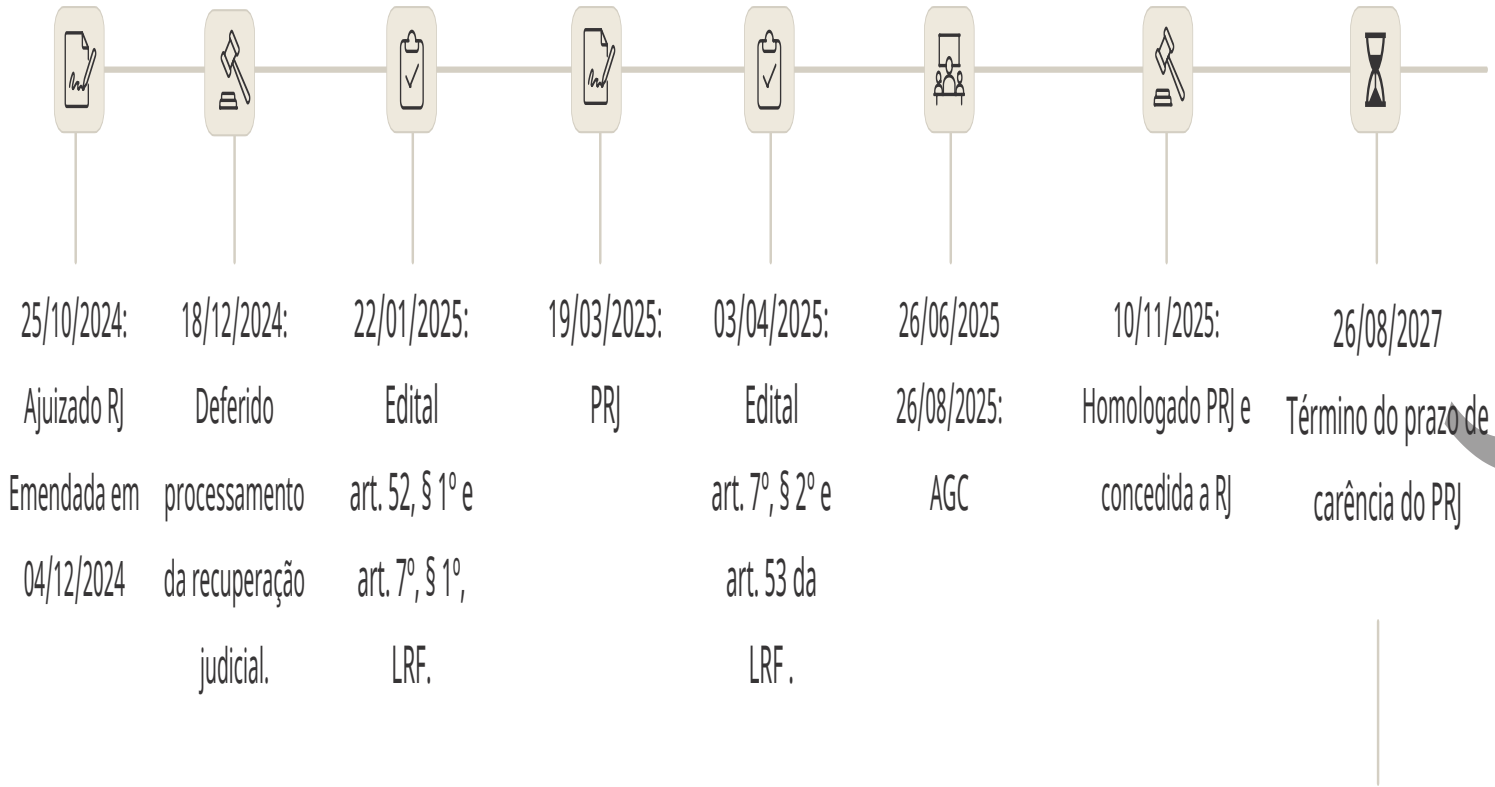 25/10/2024:
Ajuizado RJ
Emendada em
04/12/2024
18/12/2024:
Deferido
processamento
da recuperação
judicial.
22/01/2025:
Edital
art. 52, § 1º e
art. 7º, § 1º,
LRF.
19/03/2025:
PRJ
03/04/2025:
Edital
art. 7º, § 2º e
art. 53 da
LRF .
26/06/2025
26/08/2025:
AGC
10/11/2025:
Homologado PRJ e
concedida a RJ
26/08/2027
Término do prazo de
carência do PRJ